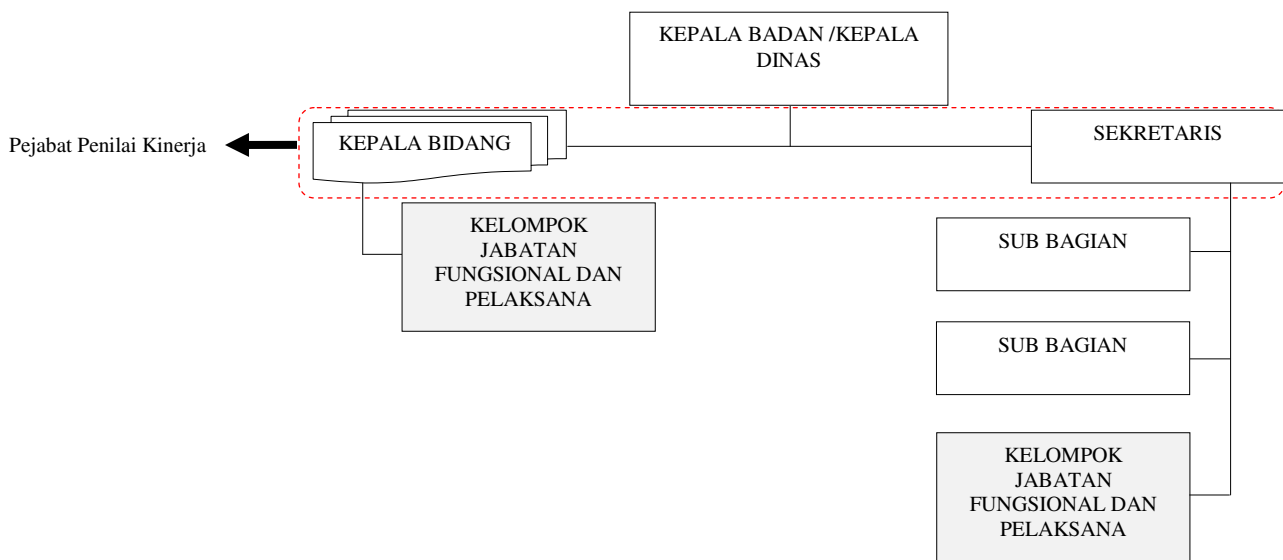 KEPALA BADAN /KEPALA
DINAS
Pejabat Penilai Kinerja
KEPALA BIDANG
SEKRETARIS
KELOMPOK
JABATAN
FUNGSIONAL DAN
PELAKSANA
SUB BAGIAN
SUB BAGIAN
KELOMPOK
JABATAN
FUNGSIONAL DAN
PELAKSANA